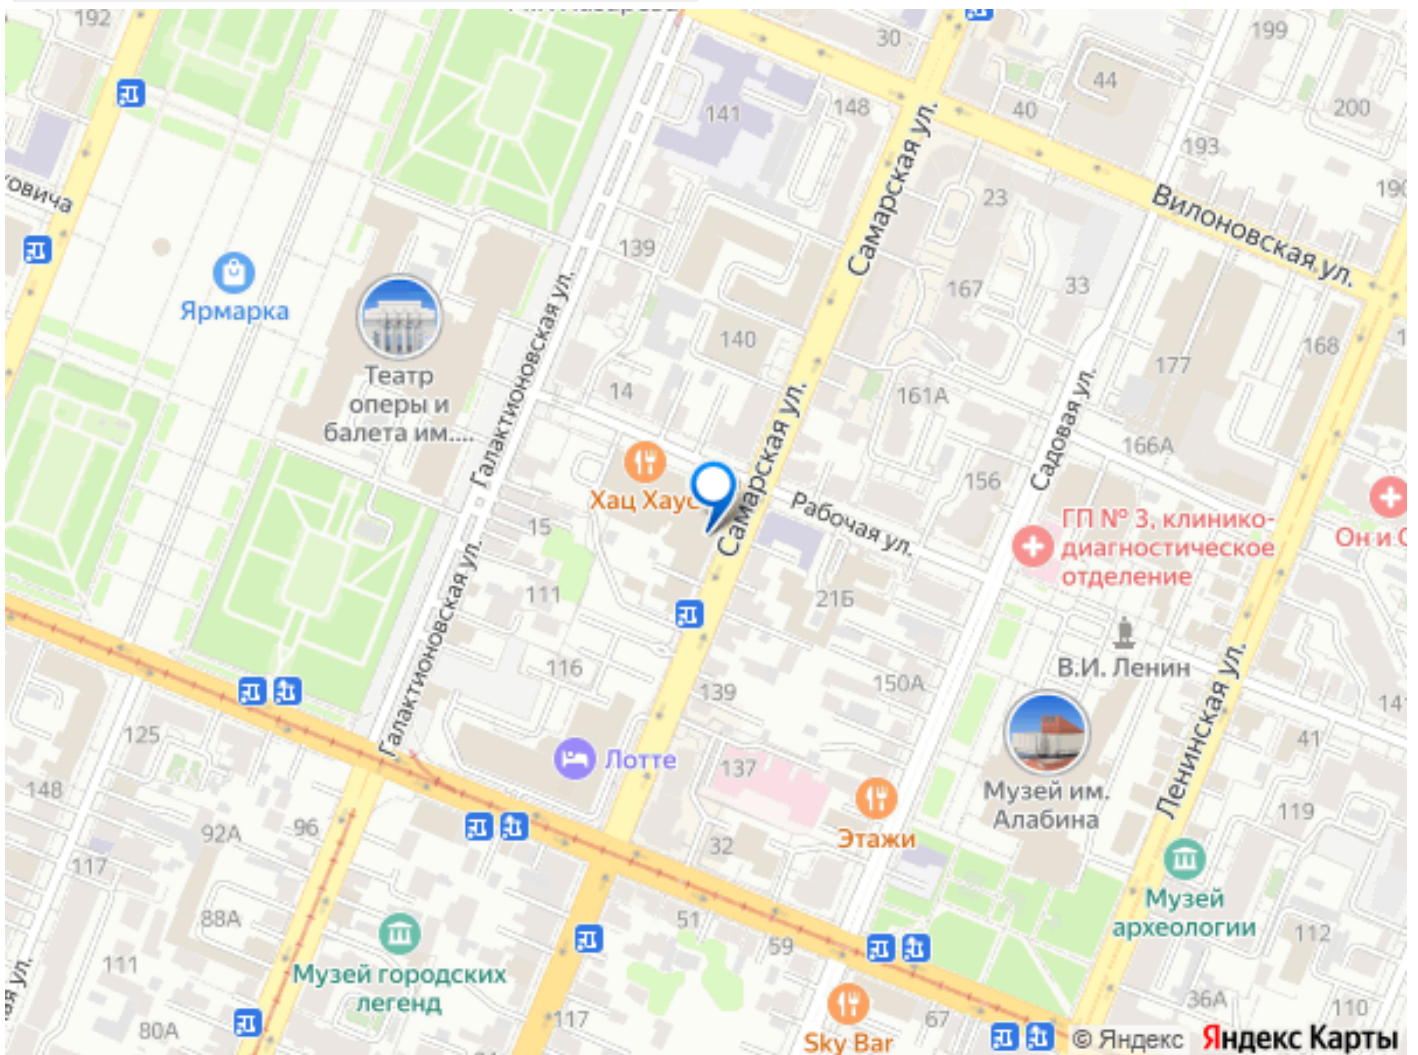 192
30
199
44
200
40
141
148
193
Самарская ул.
190
Вилоновская ул.
23
139
167
33
Ярмарка
Театр
оперы и
балета им....
Галактионовская ул.
140
177
168
14
161А
Самарская ул.
Садовая ул.
166А
Хац Хаус
156
Рабочая ул.
15
Самарская ул.
ГП № 3, клинико-
диагностическое
отделение
111
21Б
Галактионовская ул.
116
139
150А
В.И. Ленин
Ленинская ул.
125
Лотте
137
41
148
Музей им.
Алабина
119
92А
96
Этажи
32
117
Музей
археологии
88А
51
59
112
111
Музей городских
легенд
36А
110
80А
117
67
Sky Bar
© Яндекс
Яндекс Карты